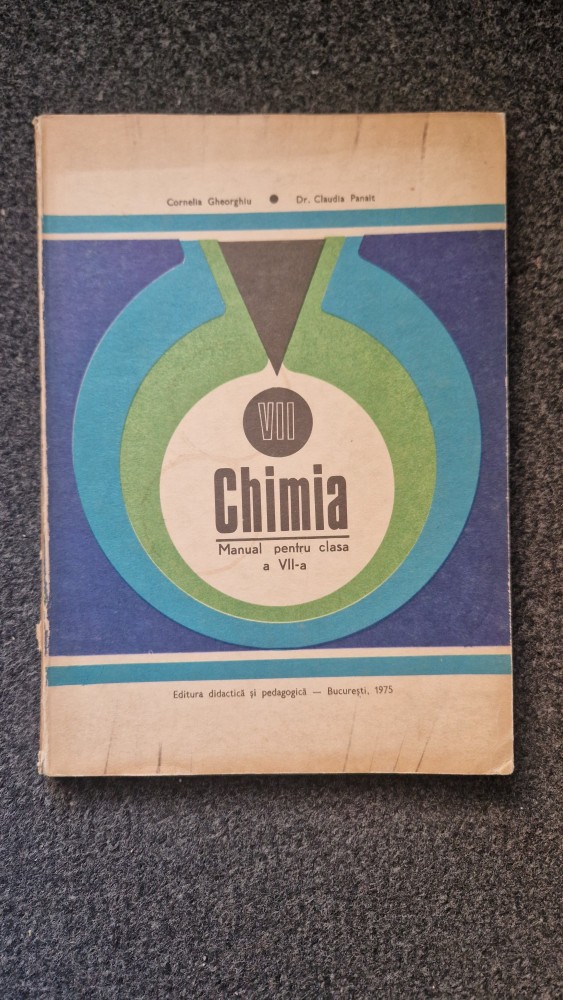 Cornelia Gheorghiu ● Dr. Claudia Panait
VII
Chimia
Manual pentru clasa
a VII-a
Editura didactică și pedagogică — București, 1975